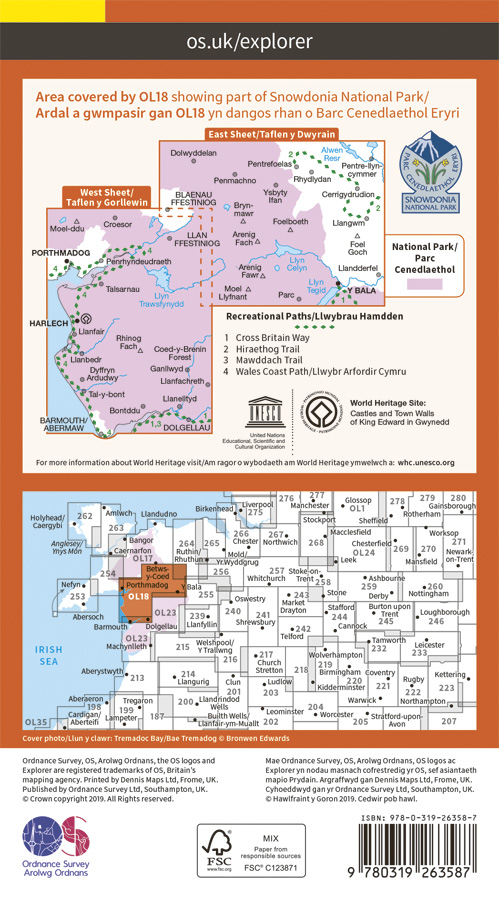 os.uk/explorer
Area covered by OL18 showing part of Snowdonia National Park/
Ardal a gwmpasir gan OL18 yn dangos rhan o Barc Cenedlaethol Eryri
East Sheet/Taflen y Dwyrain
West Sheet/
Taflen y Gorllewin
Dolwyddelan
Pentrefoelas
2
Alwen
Resr
Pentre-llyn-
cymmer
Rhydlydan
Penmachno
Ysbyty
Ifan
Cerrigydrudion
2
BLAENAU
FFESTINIOG
Bryn-
mawr
Foelboeth
Llangwm
Moel-ddu
Croesor
LLAN
FFESTINIOG
Arenig
Fach
Foel
Goch
PORTHMADOG
4
Penrhyndeudraeth
Arenig
Fawr
Llyn
Celyn
Llandderfel
4
Talsarnau
Llyn
Trawsfynydd
Moel
Llyfnant
Parc
Llyn
Tegid
Y BALA
1
HARLECH
Llanfair
Rhinog
Fach
Coed-y-Brenin
Forest
Llanbedr
4
Dyffryn
Ardudwy
Ganllwyd
Llanfachreth
Tal-y-bont
Llanelltyd
Bontddu
1
BARMOUTH/
ABERMAW
4
1,3
DOLGELLAU
PARC CENEDLAETHOL ERYRI
SNOWDONIA
NATIONAL PARK
National Park/
Parc
Cenedlaethol
Recreational Paths/Llwybrau Hamdden
1 Cross Britain Way
2 Hiraethog Trail
3 Mawddach Trail
4 Wales Coast Path/Llwybr Arfordir Cymru
UNESCO
United Nations
Educational, Scientific and
Cultural Organization
World Heritage Site:
Castles and Town Walls
of King Edward in Gwynedd
For more information about World Heritage visit/Am ragor o wybodaeth am World Heritage ymwelwch a: whc.unesco.org
Holyhead/
Caergybi
262
Amlwch
263
Llandudno
Birkenhead
Liverpool
275
276
277
Manchester
Glossop
OL1
278
279
280
Gainsborough
Stockport
Sheffield
Rotherham
Worksop
Anglesey/
Ynys Môn
Bangor
Caernarfon
OL17
264
Ruthin/
Rhuthun
265
266
Chester
Mold/
Yr Wyddgrug
267
Northwich
268
Macclesfield
Chesterfield
OL24
269
270
Mansfield
271
Newark-
on-Trent
Leek
254
Betws-
y-Coed
256
257
Whitchurch
Stoke-on-
Trent
258
Ashbourne
259
Derby
260
Nottingham
Nefyn
253
Porthmadog
OL18
Y Bala
255
Oswestry
240
243
Market
Drayton
Stone
Abersoch
OL23
239
Llanfyllin
241
Shrewsbury
Stafford
244
Burton upon
Trent
245
Loughborough
246
Barmouth
Dolgellau
242
Telford
Cannock
OL23
Machynlleth
215
Welshpool/
Y Trallwng
216
Wolverhampton
219
Tamworth
232
Leicester
233
IRISH
SEA
Aberystwyth
213
214
Llangurig
217
Church
Stretton
218
Birmingham
220
Kidderminster
Coventry
221
Rugby
222
Kettering
223
Clun
201
Ludlow
203
Warwick
Northampton
Aberaeron
198
Cardigan/
Aberteifi
199
Tregaron
Lampeter
187
200
Llandrindod
Wells
Builth Wells/
Llanfair-ym-Muallt
202
Leominster
204
Worcester
205
Stratford-upon-
Avon
206
207
OL35
Cover photo/Llun y clawr: Tremadoc Bay/Bae Tremadog © Bronwen Edwards
Ordnance Survey, OS, Arolwg Ordnans, the OS logos and
Explorer are registered trademarks of OS, Britain's
mapping agency. Printed by Dennis Maps Ltd, Frome, UK.
Published by Ordnance Survey Ltd, Southampton, UK.
© Crown copyright 2019. All Rights reserved.
Mae Ordnance Survey, OS, Arolwg Ordnans, OS logos ac
Explorer yn nodau masnach cofrestredig yr OS, sef asiantaeth
mapio Prydain. Argraffwyd gan Dennis Maps Ltd, Frome, UK.
Cyhoeddwyd gan yr Ordnance Survey Ltd, Southampton, UK.
© Hawlfraint y Goron 2019. Cedwir pob hawl.
Ordnance Survey
Arolwg Ordnans
FSC
www.fsc.org
MIX
Paper from
responsible sources
FSC® C123871
ISBN: 978-0-319-26358-7
9 780319 263587